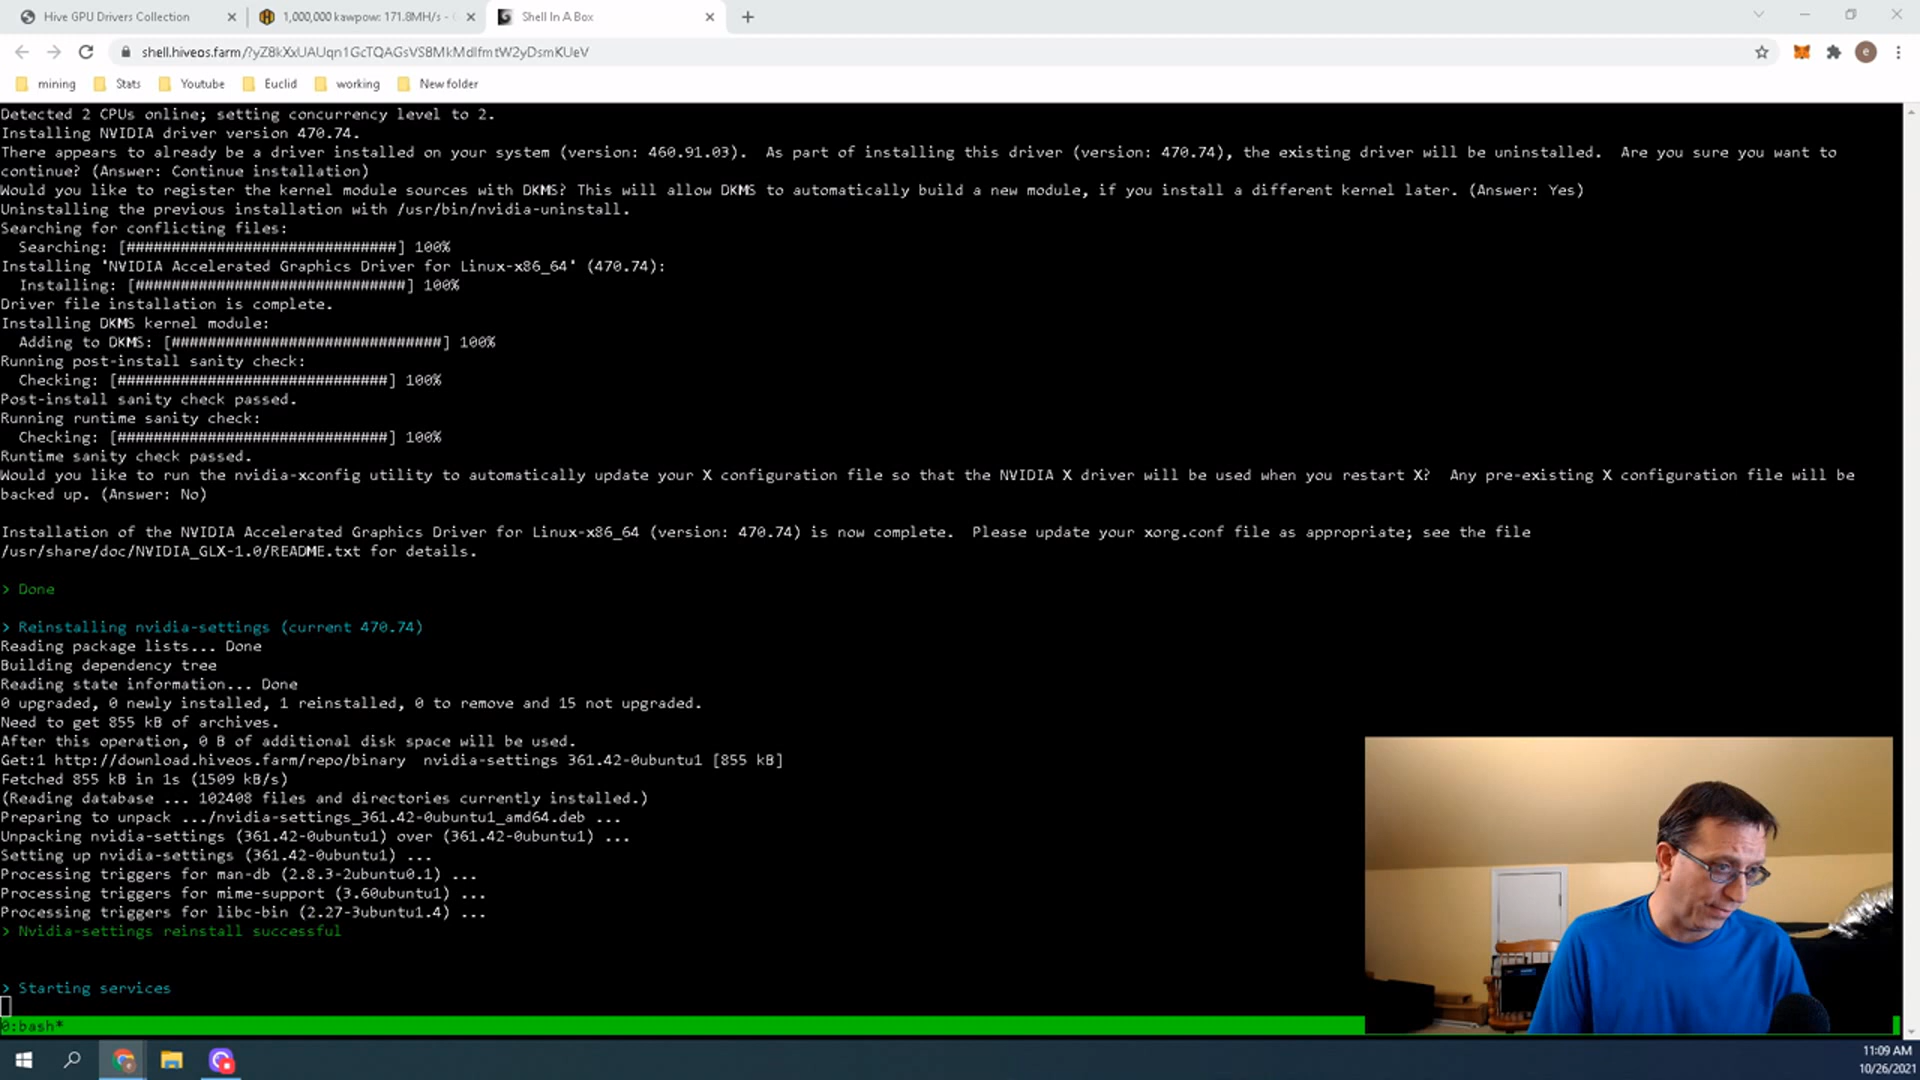 Hive GPU Drivers Collection
1,000,000 kawpow: 171.8MH/s -
Shell In A Box
shell.hiveos.farm/?yZ8kXxUAUqn1GcTQAGsVS8MkMdlfmtW2yDsmKUeV
mining
Stats
Youtube
Euclid
working
New folder
Detected 2 CPUs online; setting concurrency level to 2.
Installing NVIDIA driver version 470.74.
There appears to already be a driver installed on your system (version: 460.91.03).  As part of installing this driver (version: 470.74), the existing driver will be uninstalled.  Are you sure you want to
continue? (Answer: Continue installation)
Would you like to register the kernel module sources with DKMS? This will allow DKMS to automatically build a new module, if you install a different kernel later. (Answer: Yes)
Uninstalling the previous installation with /usr/bin/nvidia-uninstall.
Searching for conflicting files:
Searching: [##############################] 100%
Installing 'NVIDIA Accelerated Graphics Driver for Linux-x86_64' (470.74):
Installing: [##############################] 100%
Driver file installation is complete.
Installing DKMS kernel module:
Adding to DKMS: [##############################] 100%
Running post-install sanity check:
Checking: [##############################] 100%
Post-install sanity check passed.
Running runtime sanity check:
Checking: [##############################] 100%
Runtime sanity check passed.
Would you like to run the nvidia-xconfig utility to automatically update your X configuration file so that the NVIDIA X driver will be used when you restart X?  Any pre-existing X configuration file will be
backed up. (Answer: No)
Installation of the NVIDIA Accelerated Graphics Driver for Linux-x86_64 (version: 470.74) is now complete.  Please update your xorg.conf file as appropriate; see the file
/usr/share/doc/NVIDIA_GLX-1.0/README.txt for details.
> Done
> Reinstalling nvidia-settings (current 470.74)
Reading package lists... Done
Building dependency tree
Reading state information... Done
0 upgraded, 0 newly installed, 1 reinstalled, 0 to remove and 15 not upgraded.
Need to get 855 kB of archives.
After this operation, 0 B of additional disk space will be used.
Get:1 http://download.hiveos.farm/repo/binary  nvidia-settings 361.42-0ubuntu1 [855 kB]
Fetched 855 kB in 1s (1509 kB/s)
(Reading database ... 102408 files and directories currently installed.)
Preparing to unpack .../nvidia-settings_361.42-0ubuntu1_amd64.deb ...
Unpacking nvidia-settings (361.42-0ubuntu1) over (361.42-0ubuntu1) ...
Setting up nvidia-settings (361.42-0ubuntu1) ...
Processing triggers for man-db (2.8.3-2ubuntu0.1) ...
Processing triggers for mime-support (3.60ubuntu1) ...
Processing triggers for libc-bin (2.27-3ubuntu1.4) ...
> Nvidia-settings reinstall successful
> Starting services
0:bash*
11:09 AM
10/26/2021